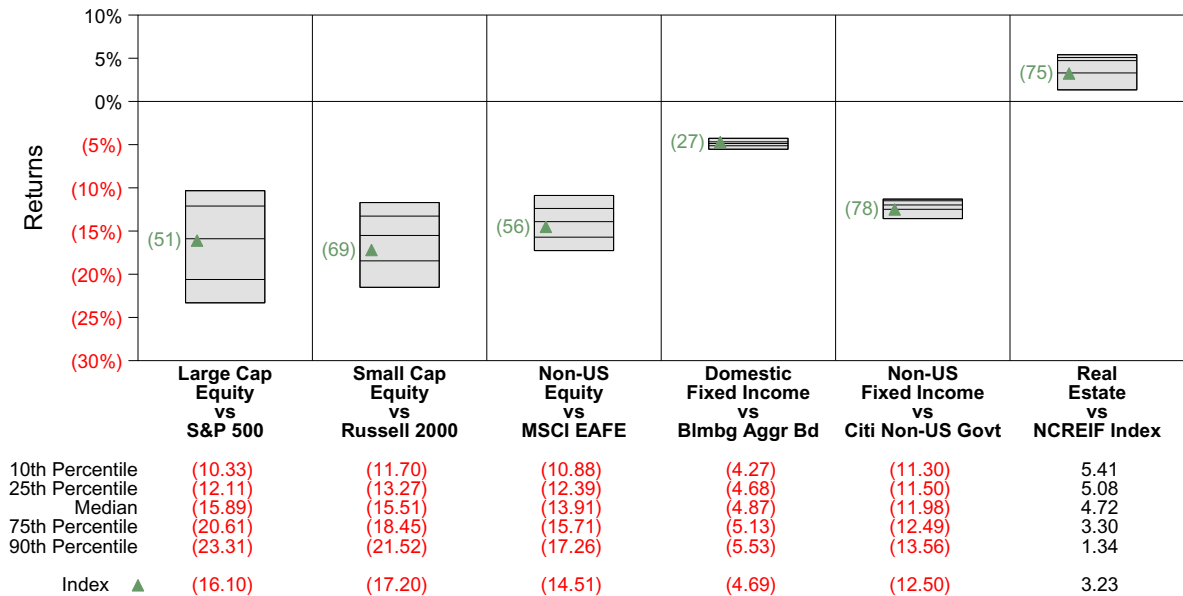 10%
5%
0%
(5%)
(10%)
(15%)
(20%)
(25%)
(30%)
Returns
(51)
(69)
(56)
(27)
(78)
(75)
Large Cap Equity vs S&P 500
Small Cap Equity vs Russell 2000
Non-US Equity vs MSCI EAFE
Domestic Fixed Income vs Blmbg Aggr Bd
Non-US Fixed Income vs Citi Non-US Govt
Real Estate vs NCREIF Index
10th Percentile (10.33) (11.70) (10.88) (4.27) (11.30) 5.41
25th Percentile (12.11) (13.27) (12.39) (4.68) (11.50) 5.08
Median (15.89) (15.51) (13.91) (4.87) (11.98) 4.72
75th Percentile (20.61) (18.45) (15.71) (5.13) (12.49) 3.30
90th Percentile (23.31) (21.52) (17.26) (5.53) (13.56) 1.34
Index (16.10) (17.20) (14.51) (4.69) (12.50) 3.23